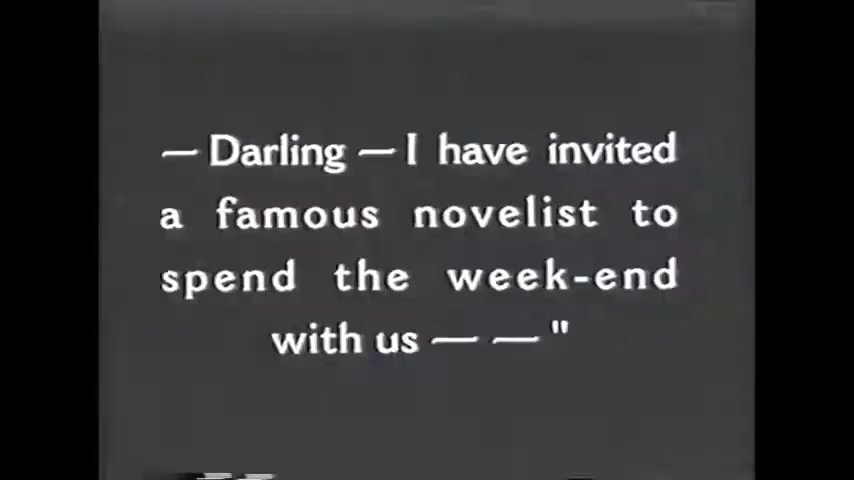 — Darling — I have invited
a famous novelist to
spend the week-end
with us — — "